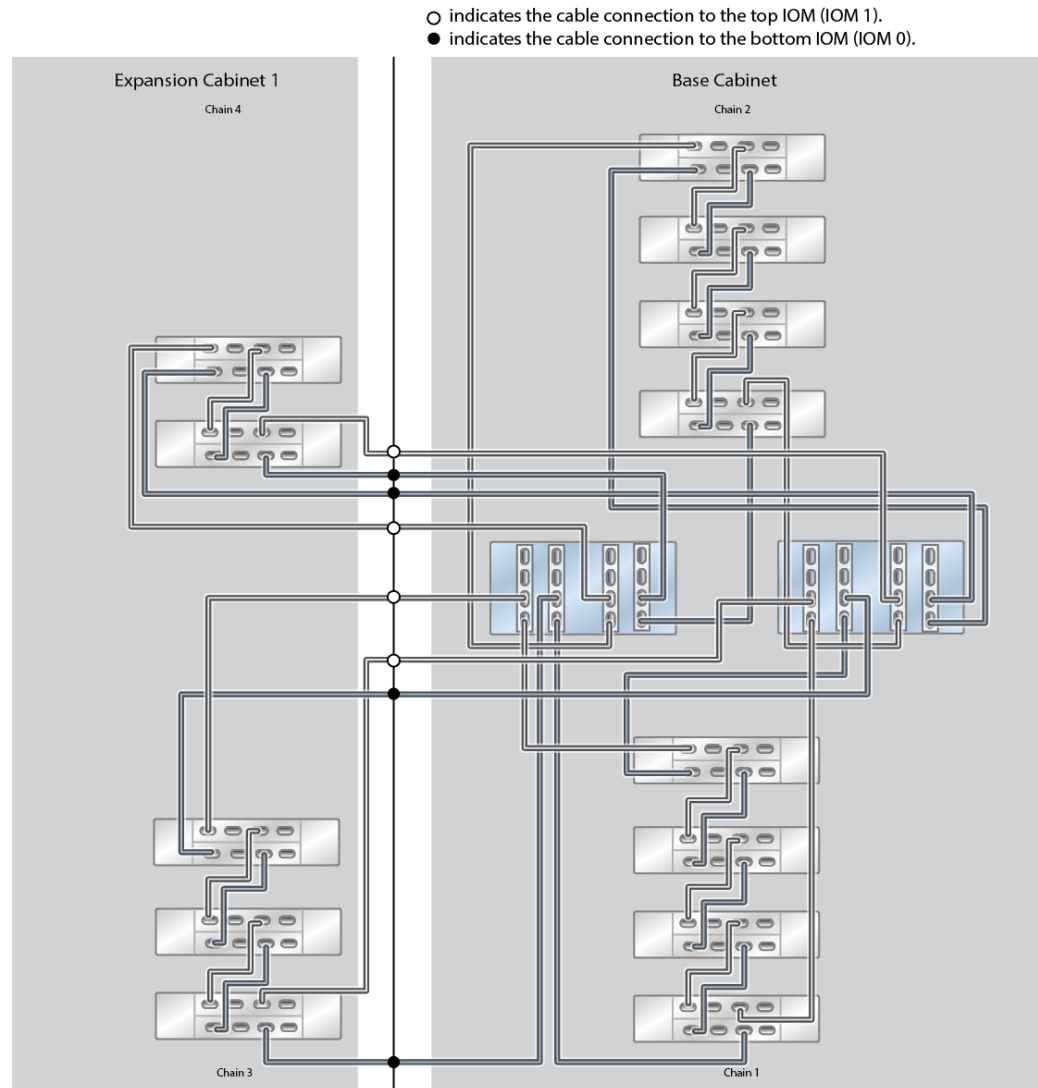 indicates the cable connection to the top IOM (IOM 1).
indicates the cable connection to the bottom IOM (IOM 0).
Expansion Cabinet 1
Chain 4
Base Cabinet
Chain 2
Chain 3
Chain 1